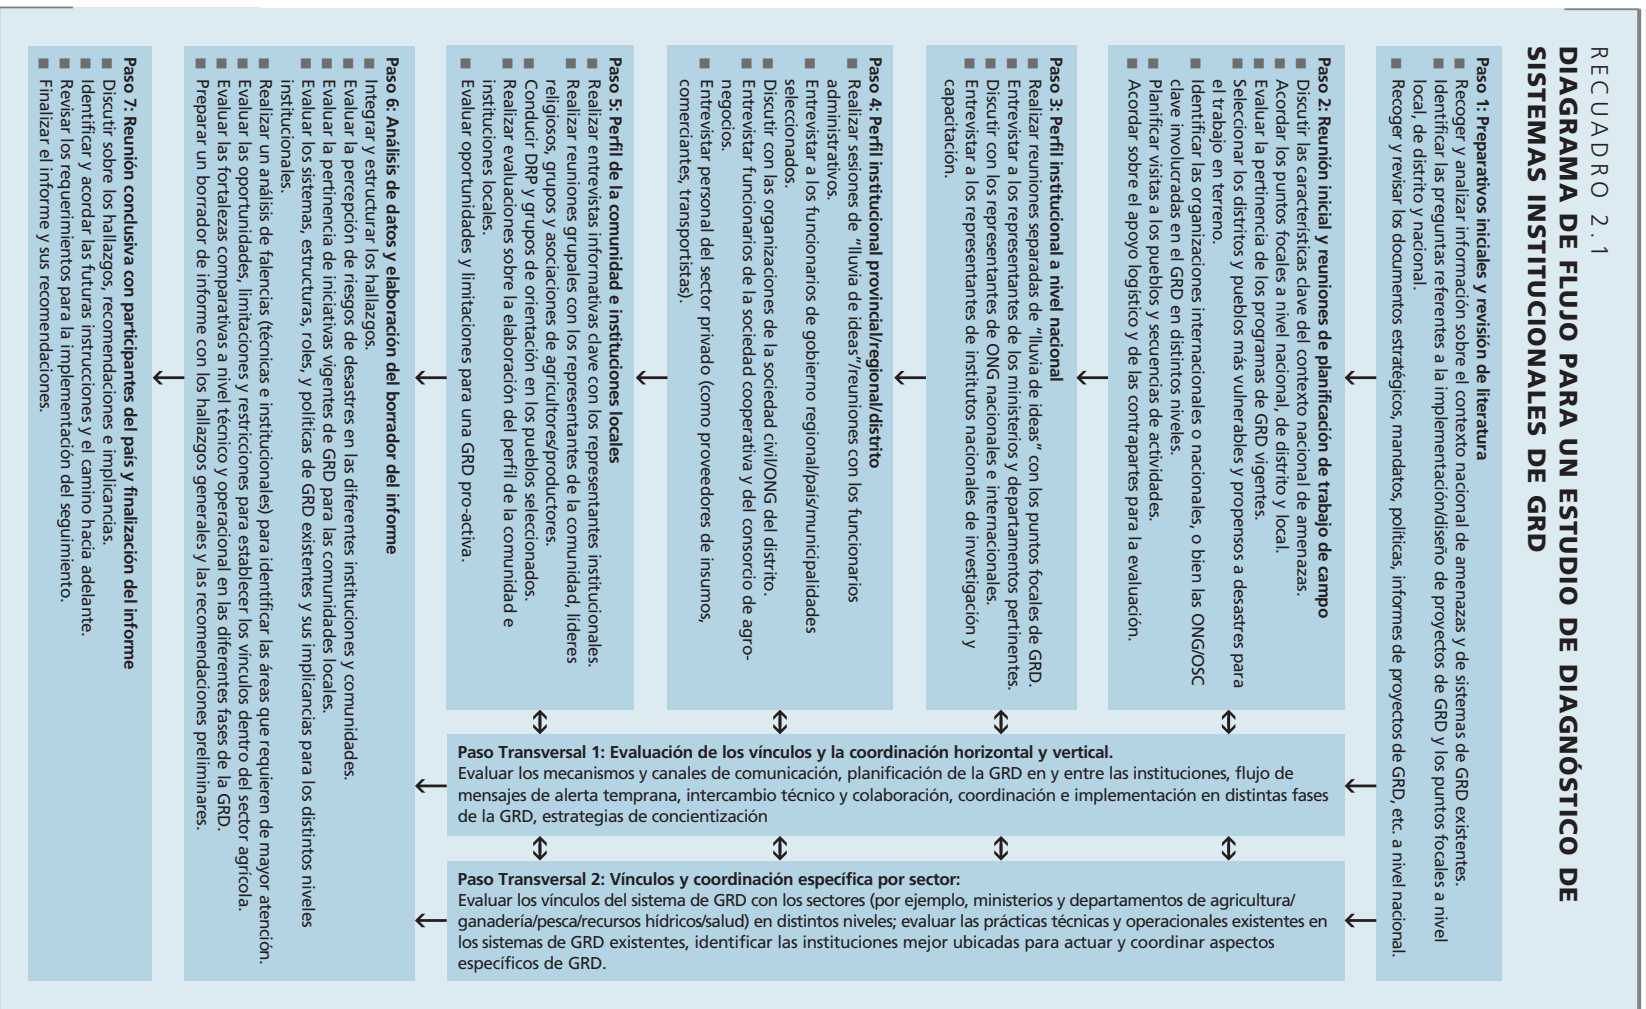 RECUADRO 2.1
DIAGRAMA DE FLUJO PARA UN ESTUDIO DE DIAGNÓSTICO DE
SISTEMAS INSTITUCIONALES DE GRD
Paso 1: Preparativos iniciales y revisión de literatura
■ Recoger y analizar información sobre el contexto nacional de amenazas y de sistemas de GRD existentes.
■ Identificar las preguntas referentes a la implementación/diseño de proyectos de GRD y los puntos focales a nivel
local, de distrito y nacional.
■ Recoger y revisar los documentos estratégicos, mandatos, políticas, informes de proyectos de GRD, etc. a nivel nacional.
Paso 2: Reunión inicial y reuniones de planificación de trabajo de campo
■ Discutir las características clave del contexto nacional de amenazas.
■ Acordar los puntos focales a nivel nacional, de distrito y local.
■ Evaluar la pertinencia de los programas de GRD vigentes.
■ Seleccionar los distritos y pueblos más vulnerables y propensos a desastres para
el trabajo en terreno.
■ Identificar las organizaciones internacionales o nacionales, o bien las ONG/OSC
clave involucradas en el GRD en distintos niveles.
■ Planificar visitas a los pueblos y secuencias de actividades.
■ Acordar sobre el apoyo logístico y de las contrapartes para la evaluación.
Paso 3: Perfil institucional a nivel nacional
■ Realizar reuniones separadas de “lluvia de ideas” con los puntos focales de GRD.
■ Entrevistar a los representantes de los ministerios y departamentos pertinentes.
■ Discutir con los representantes de ONG nacionales e internacionales.
■ Entrevistar a los representantes de institutos nacionales de investigación y
capacitación.
Paso 4: Perfil institucional provincial/regional/distrito
■ Realizar sesiones de “lluvia de ideas”/reuniones con los funcionarios
administrativos.
■ Entrevistar a los funcionarios de gobierno regional/país/municipalidades
seleccionados.
■ Discutir con las organizaciones de la sociedad civil/ONG del distrito.
■ Entrevistar funcionarios de la sociedad cooperativa y del consorcio de agro-
negocios.
■ Entrevistar personal del sector privado (como proveedores de insumos,
comerciantes, transportistas).
Paso 5: Perfil de la comunidad e instituciones locales
■ Realizar entrevistas informativas clave con los representantes institucionales.
■ Realizar reuniones grupales con los representantes de la comunidad, líderes
religiosos, grupos y asociaciones de agricultores/productores.
■ Conducir DRP y grupos de orientación en los pueblos seleccionados.
■ Realizar evaluaciones sobre la elaboración del perfil de la comunidad e
instituciones locales.
■ Evaluar oportunidades y limitaciones para una GRD pro-activa.
Paso Transversal 1: Evaluación de los vínculos y la coordinación horizontal y vertical.
Evaluar los mecanismos y canales de comunicación, planificación de la GRD en y entre las instituciones, flujo de
mensajes de alerta temprana, intercambio técnico y colaboración, coordinación e implementación en distintas fases
de la GRD, estrategias de concientización
Paso Transversal 2: Vínculos y coordinación específica por sector:
Evaluar los vínculos del sistema de GRD con los sectores (por ejemplo, ministerios y departamentos de agricultura/
ganadería/pesca/recursos hídricos/salud) en distintos niveles; evaluar las prácticas técnicas y operacionales existentes en
los sistemas de GRD existentes, identificar las instituciones mejor ubicadas para actuar y coordinar aspectos
específicos de GRD.
Paso 6: Análisis de datos y elaboración del borrador del informe
■ Integrar y estructurar los hallazgos.
■ Evaluar la percepción de riesgos de desastres en las diferentes instituciones y comunidades.
■ Evaluar la pertinencia de iniciativas vigentes de GRD para las comunidades locales.
■ Evaluar los sistemas, estructuras, roles, y políticas de GRD existentes y sus implicancias para los distintos niveles
institucionales.
■ Realizar un análisis de falencias (técnicas e institucionales) para identificar las áreas que requieren de mayor atención.
■ Evaluar las oportunidades, limitaciones y restricciones para establecer los vínculos dentro del sector agrícola.
■ Evaluar las fortalezas comparativas a nivel técnico y operacional en las diferentes fases de la GRD.
■ Preparar un borrador de informe con los hallazgos generales y las recomendaciones preliminares.
Paso 7: Reunión conclusiva con participantes del país y finalización del informe
■ Discutir sobre los hallazgos, recomendaciones e implicancias.
■ Identificar y acordar las futuras instrucciones y el camino hacia adelante.
■ Revisar los requerimientos para la implementación del seguimiento.
■ Finalizar el informe y sus recomendaciones.